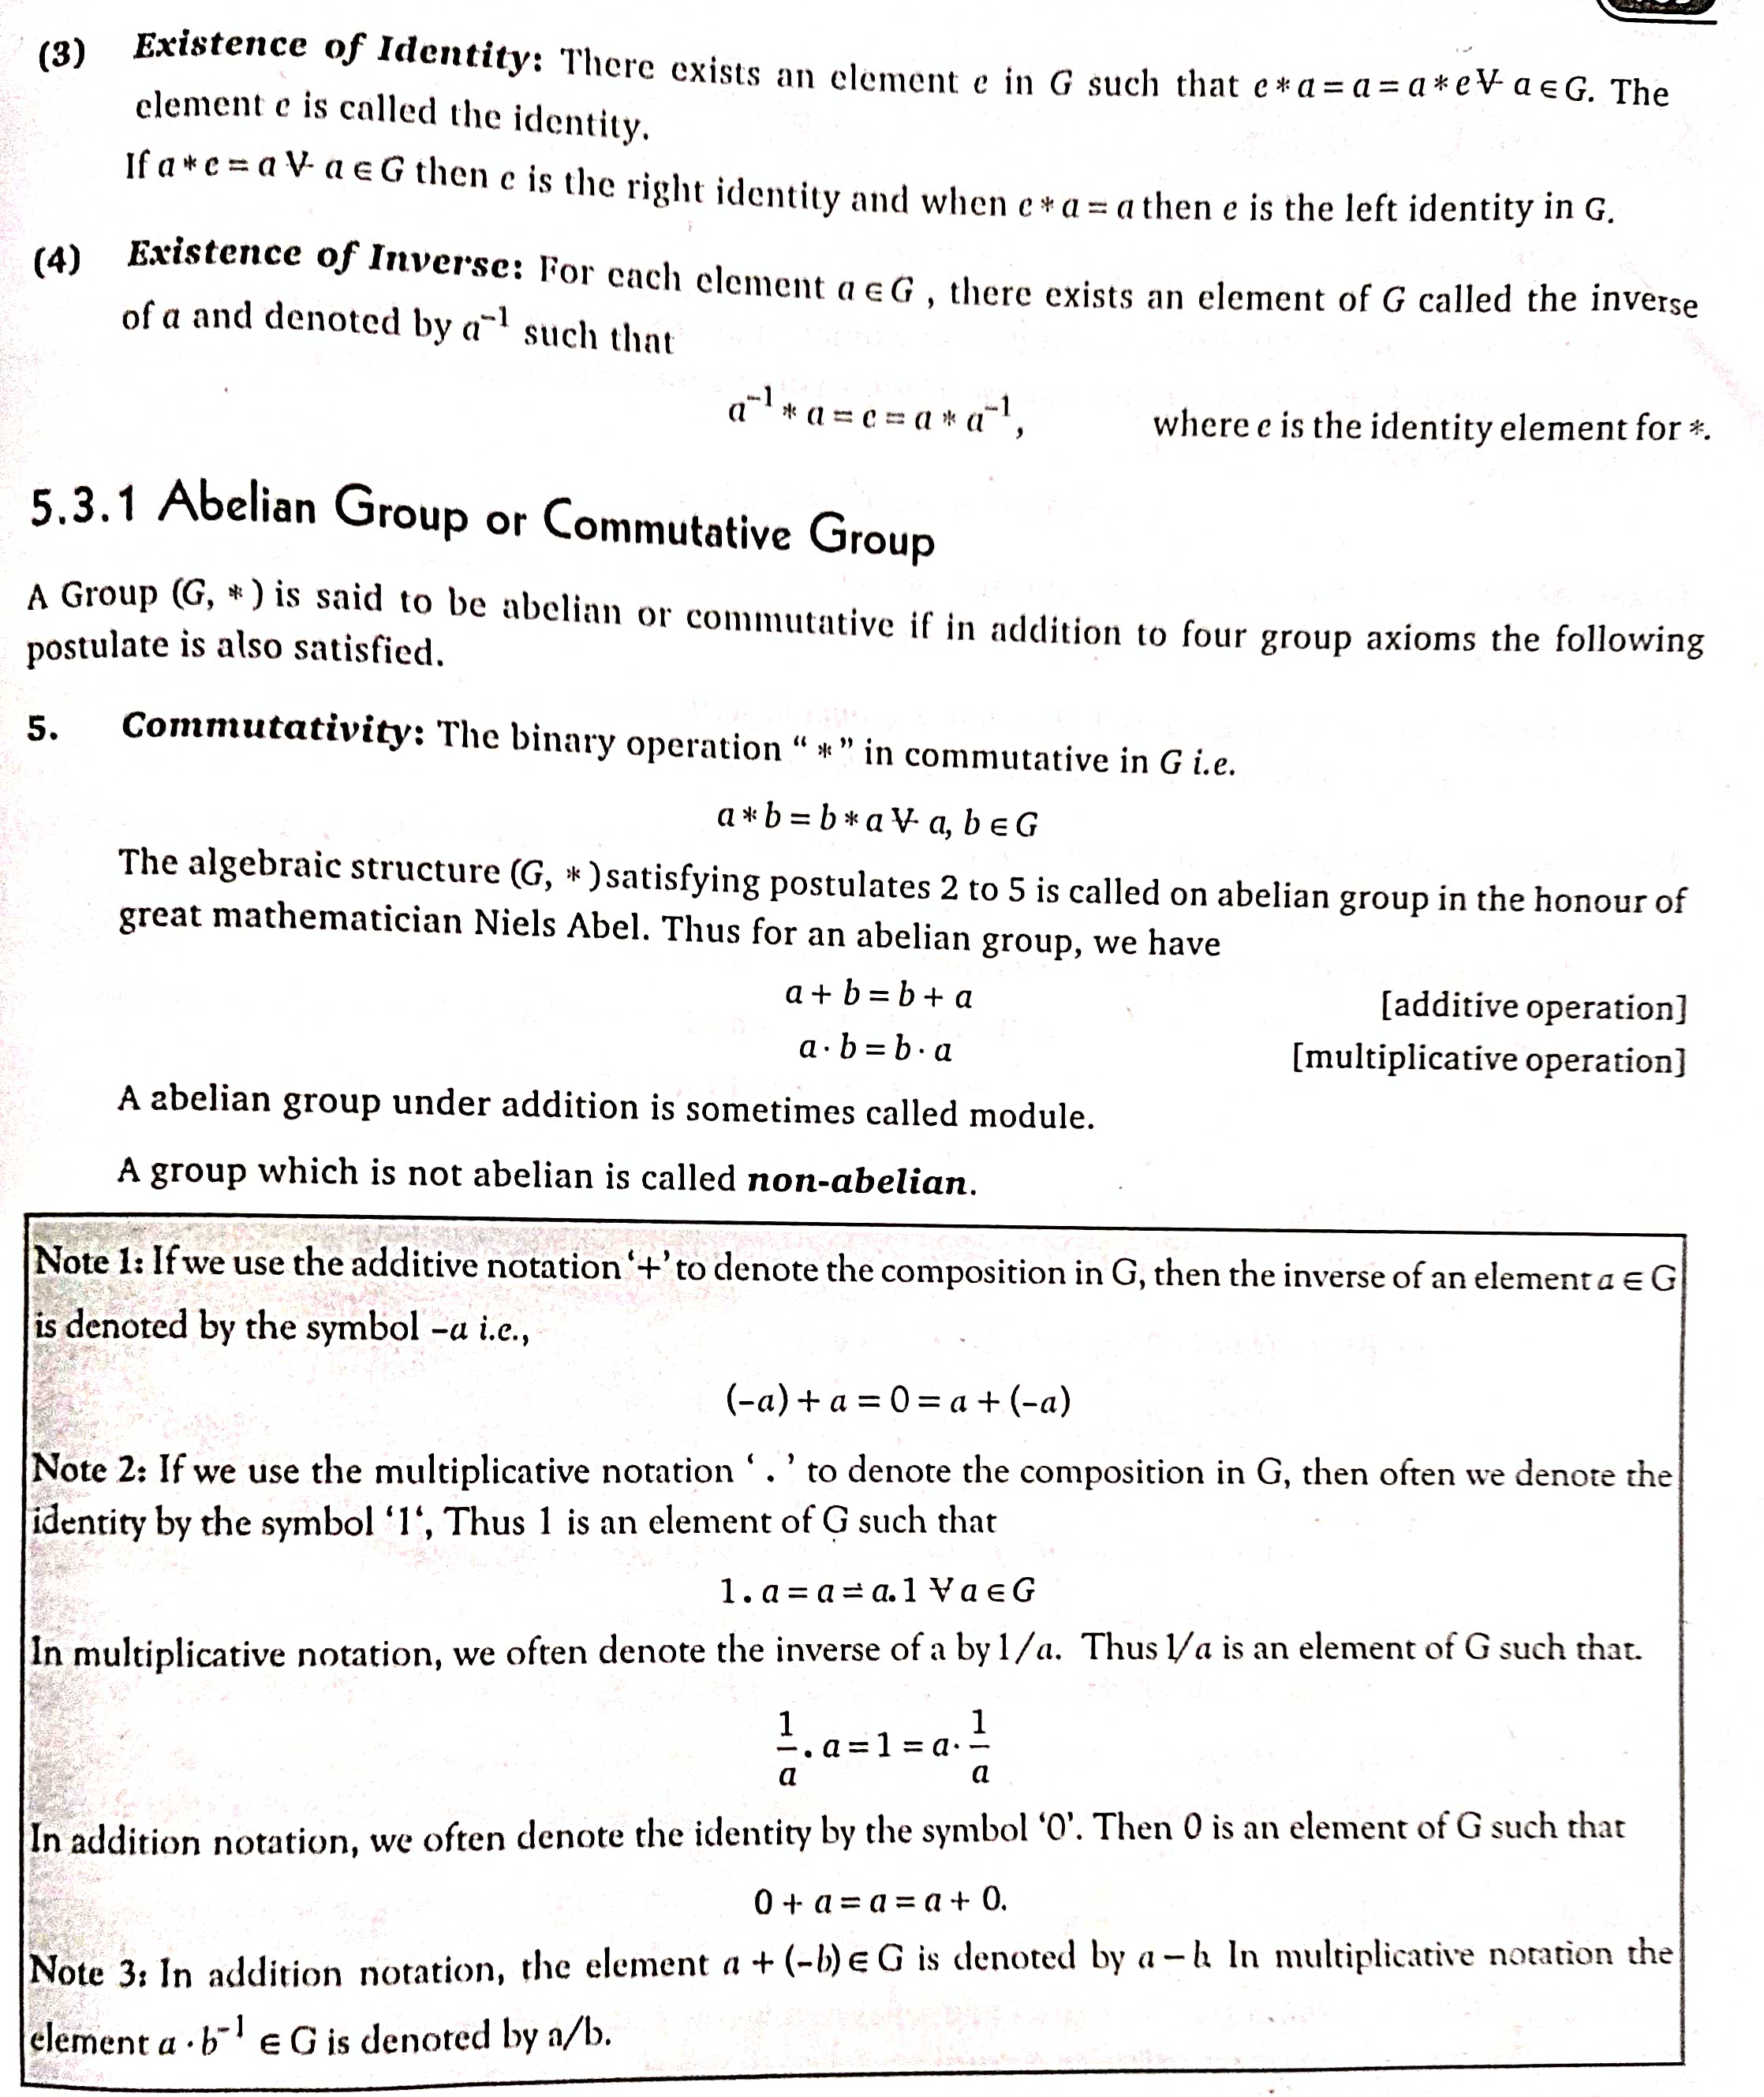 (3) Existence of Identity: There exists an element e in G such that e * a = a = a * e ∀ a ∈ G. The
element e is called the identity.
If a * e = a ∀ a ∈ G then e is the right identity and when e * a = a then e is the left identity in G.
(4) Existence of Inverse: For each element a ∈ G , there exists an element of G called the inverse
of a and denoted by a⁻¹ such that
a⁻¹ * a = e = a * a⁻¹, where e is the identity element for *.
5.3.1 Abelian Group or Commutative Group
A Group (G, * ) is said to be abelian or commutative if in addition to four group axioms the following
postulate is also satisfied.
5. Commutativity: The binary operation “ * ” in commutative in G i.e.
a * b = b * a ∀ a, b ∈ G
The algebraic structure (G, * ) satisfying postulates 2 to 5 is called on abelian group in the honour of
great mathematician Niels Abel. Thus for an abelian group, we have
a + b = b + a [additive operation]
a · b = b · a [multiplicative operation]
A abelian group under addition is sometimes called module.
A group which is not abelian is called non-abelian.
Note 1: If we use the additive notation ‘+’ to denote the composition in G, then the inverse of an element a ∈ G
is denoted by the symbol –a i.e.,
(–a) + a = 0 = a + (–a)
Note 2: If we use the multiplicative notation ‘ . ’ to denote the composition in G, then often we denote the
identity by the symbol ‘1‘, Thus 1 is an element of G such that
1. a = a = a. 1 ∀ a ∈ G
In multiplicative notation, we often denote the inverse of a by 1/a. Thus 1/a is an element of G such that.
1/a . a = 1 = a · 1/a
In addition notation, we often denote the identity by the symbol ‘0’. Then 0 is an element of G such that
0 + a = a = a + 0.
Note 3: In addition notation, the element a + (–b) ∈ G is denoted by a – b. In multiplicative notation the
element a · b⁻¹ ∈ G is denoted by a/b.